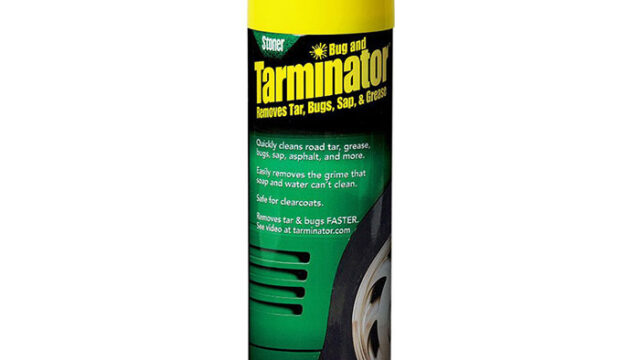 Stoner
Bug and
Tarminator
Removes Tar, Bugs, Sap, & Grease
Quickly cleans road tar, grease,
bugs, sap, asphalt, and more.
Easily removes the grime that
soap and water can't clean.
Safe for clearcoats.
Removes tar & bugs FASTER.
See video at tarminator.com